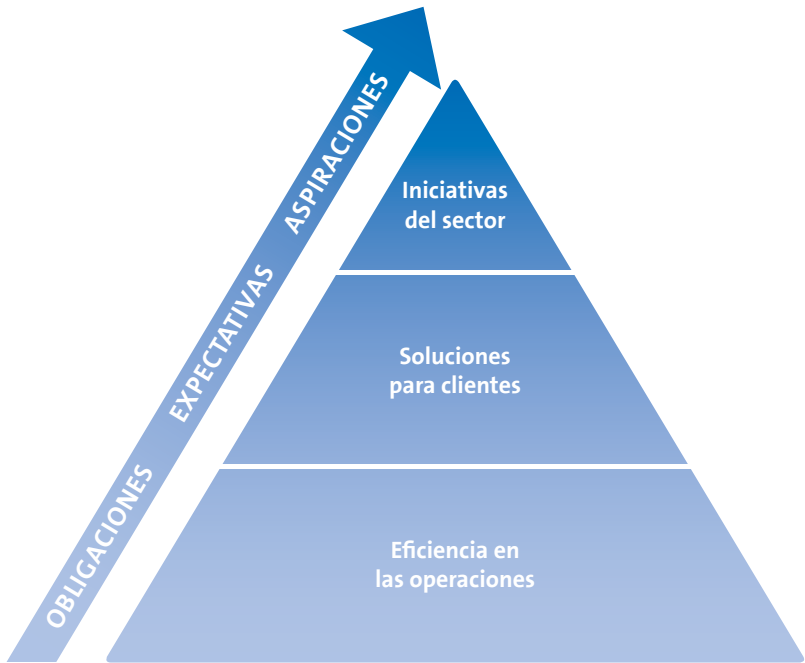 ASPIRACIONES
EXPECTATIVAS
OBLIGACIONES
Iniciativas
del sector
Soluciones
para clientes
Eficiencia en
las operaciones